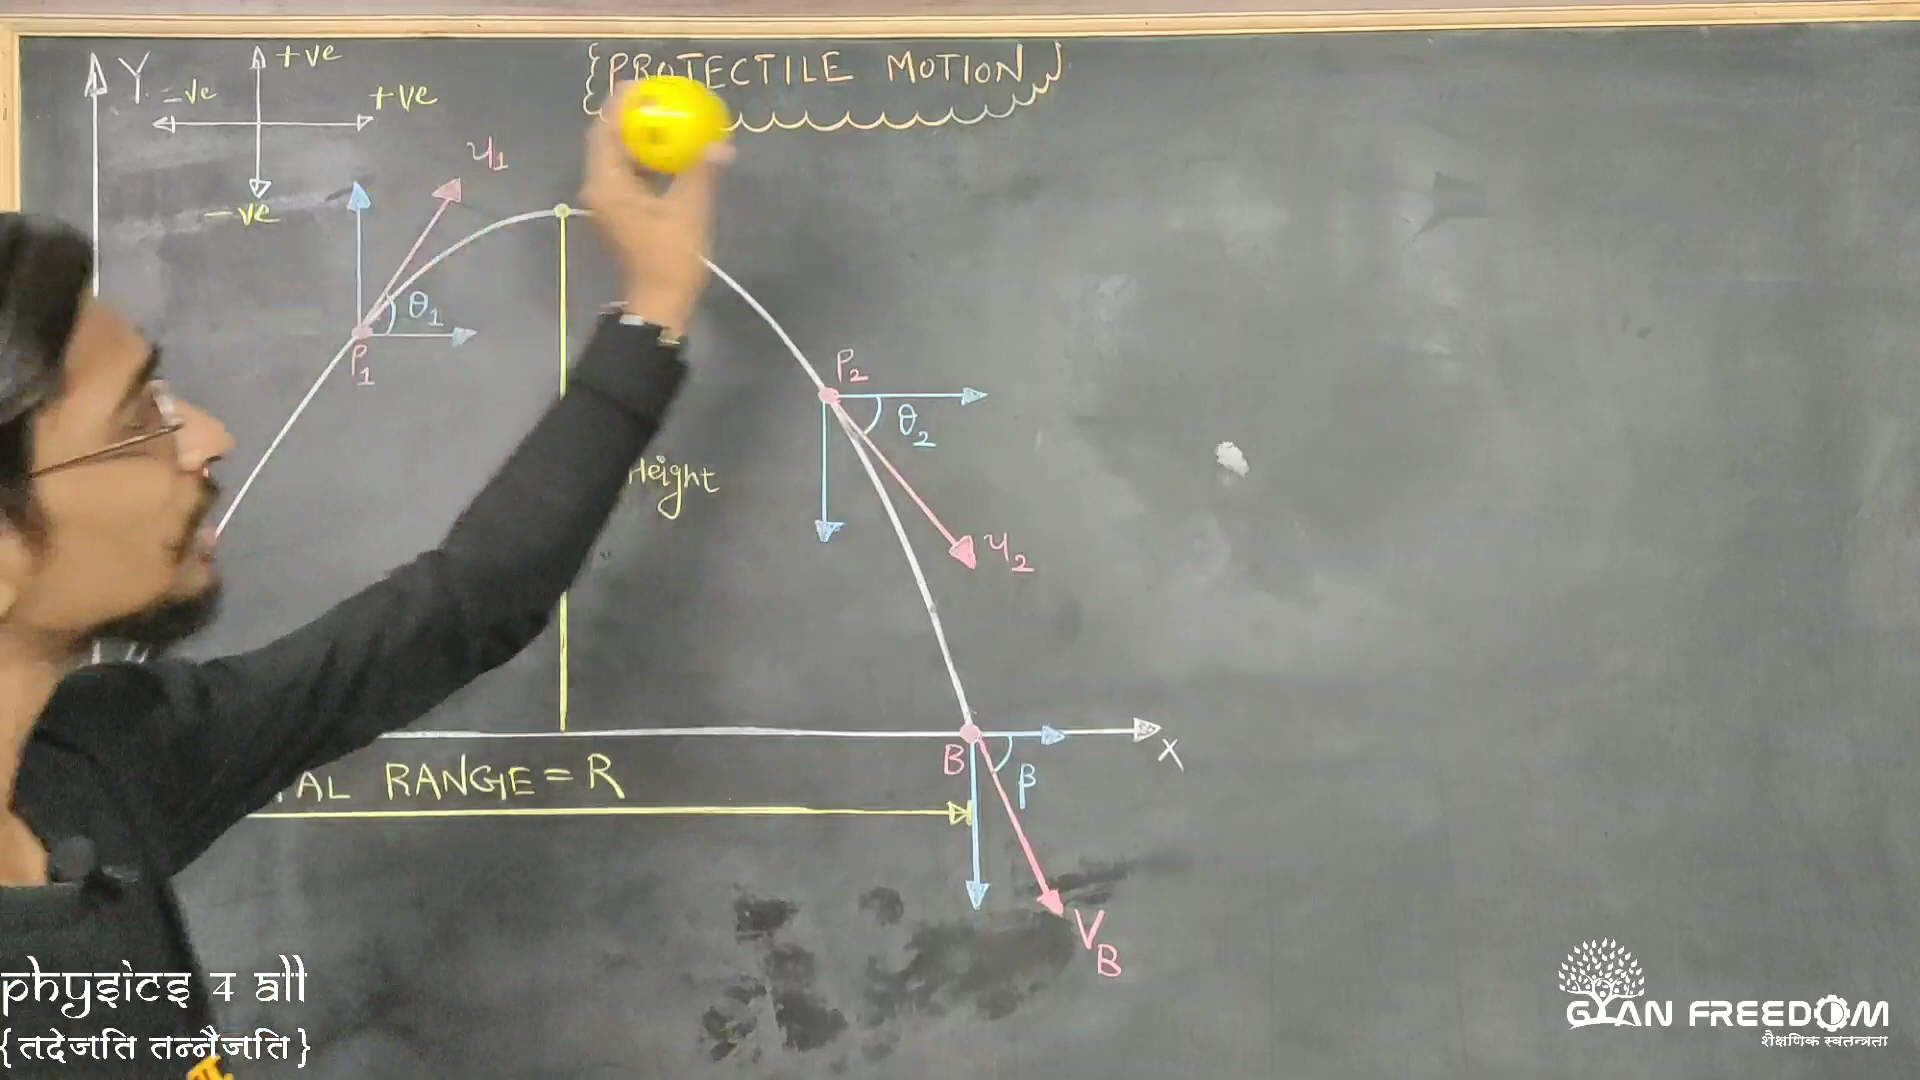 {PROTECTILE MOTION}
Y
+ve
-ve
+ve
-ve
u1
θ1
P1
P2
θ2
Height
u2
B
X
β
AL RANGE = R
VB
physics 4 all
{तदेजति तन्नैजति}
GYAN FREEDOM
शैक्षणिक स्वतन्त्रता